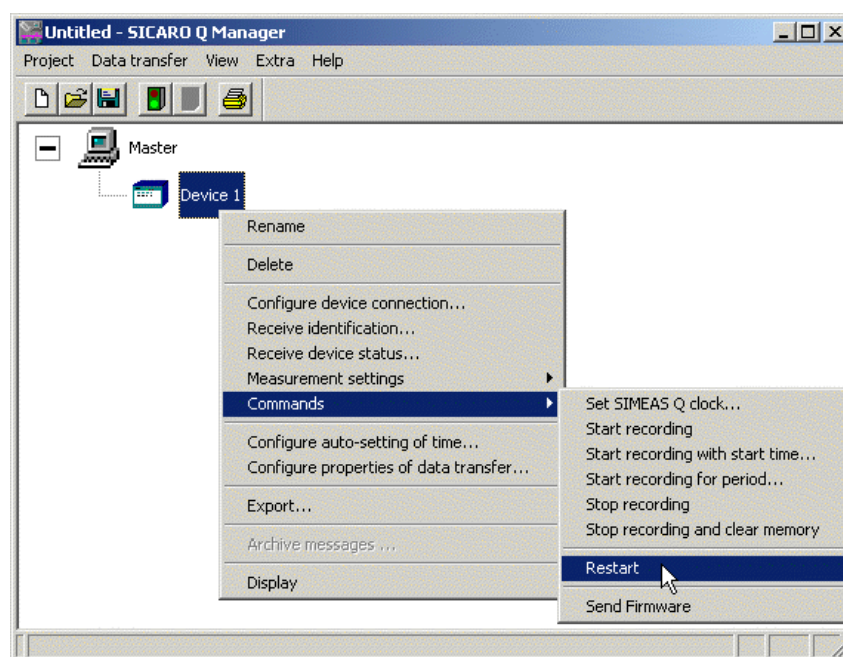 Untitled - SICARO Q Manager
Project Data transfer View Extra Help
Master
Device 1
Rename
Delete
Configure device connection...
Receive identification...
Receive device status...
Measurement settings
Commands
Configure auto-setting of time...
Configure properties of data transfer...
Export...
Archive messages ...
Display
Set SIMEAS Q clock...
Start recording
Start recording with start time...
Start recording for period...
Stop recording
Stop recording and clear memory
Restart
Send Firmware